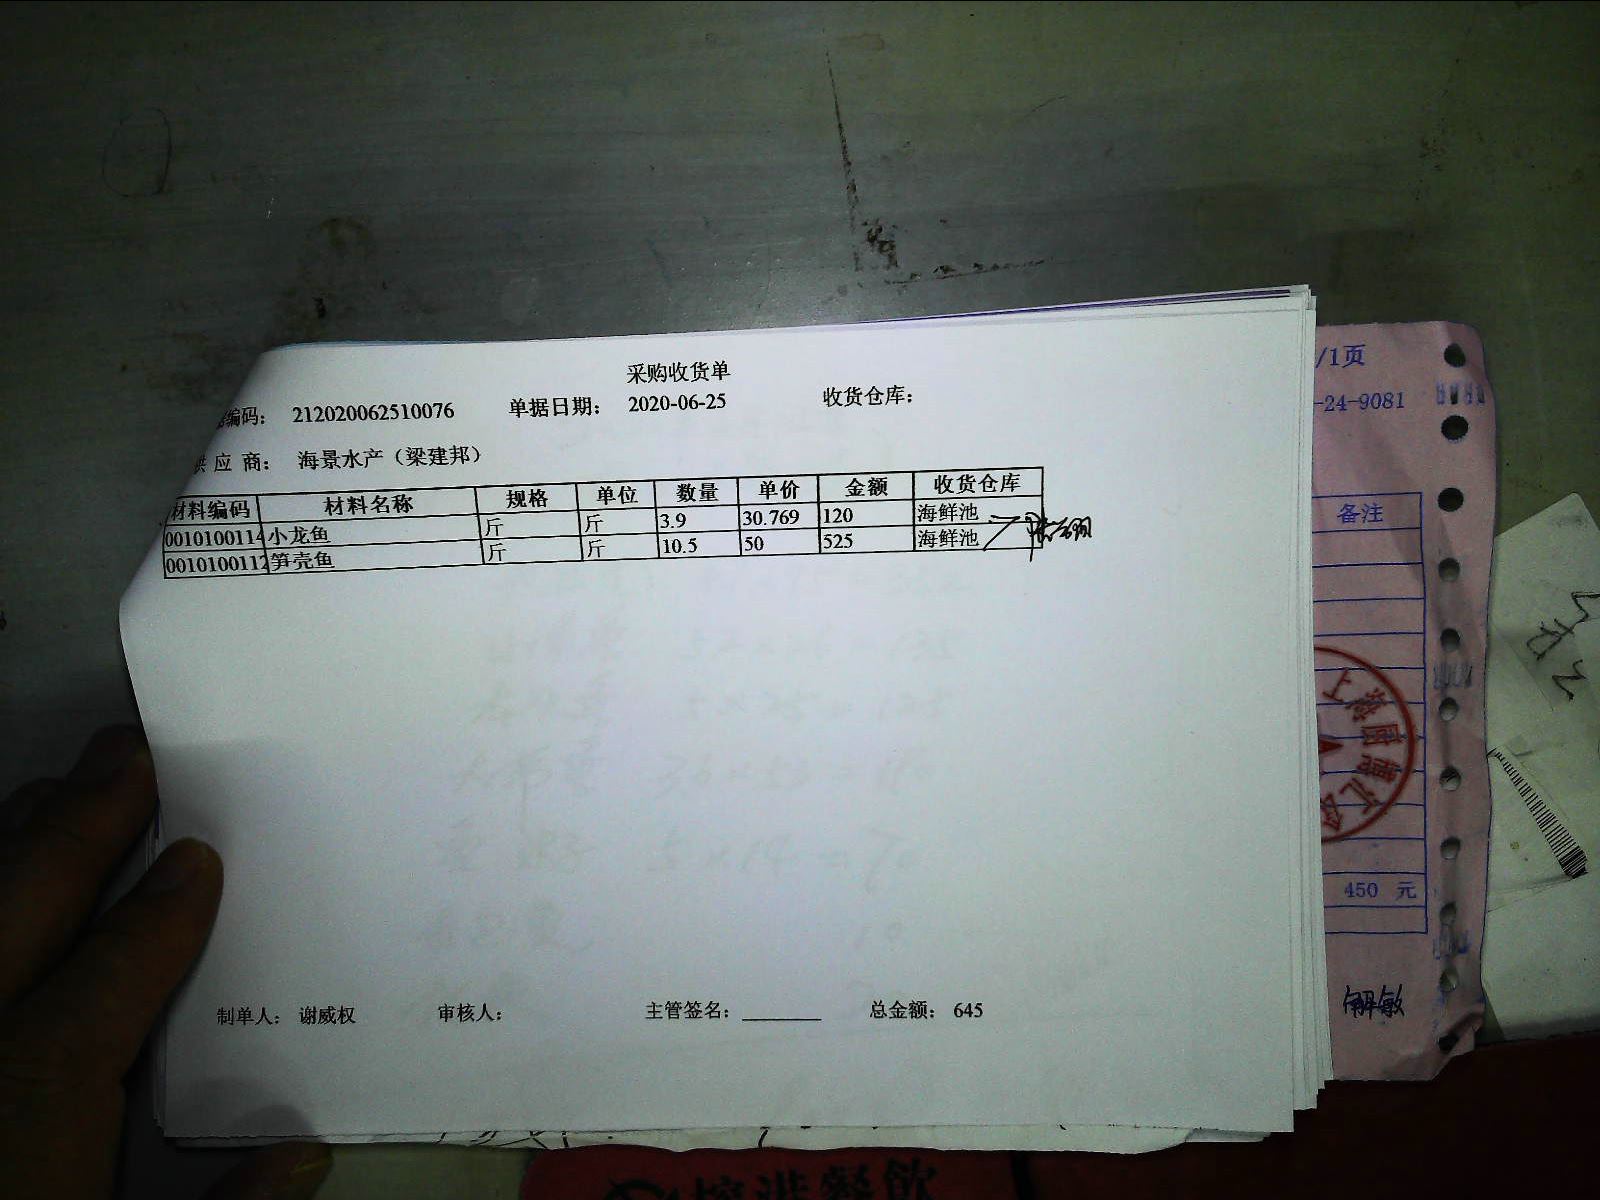 采购收货单
编码： 212020062510076 单据日期： 2020-06-25 收货仓库：
供 应 商： 海景水产（梁建邦）
材料编码 材料名称 规格 单位 数量 单价 金额 收货仓库
0010100114 小龙鱼 斤 斤 3.9 30.769 120 海鲜池
001010011 笋壳鱼 斤 斤 10.5 50 525 海鲜池
制单人： 谢威权 审核人： 主管签名：________ 总金额： 645
/1页
-24-9081
备注
450 元
餐飲